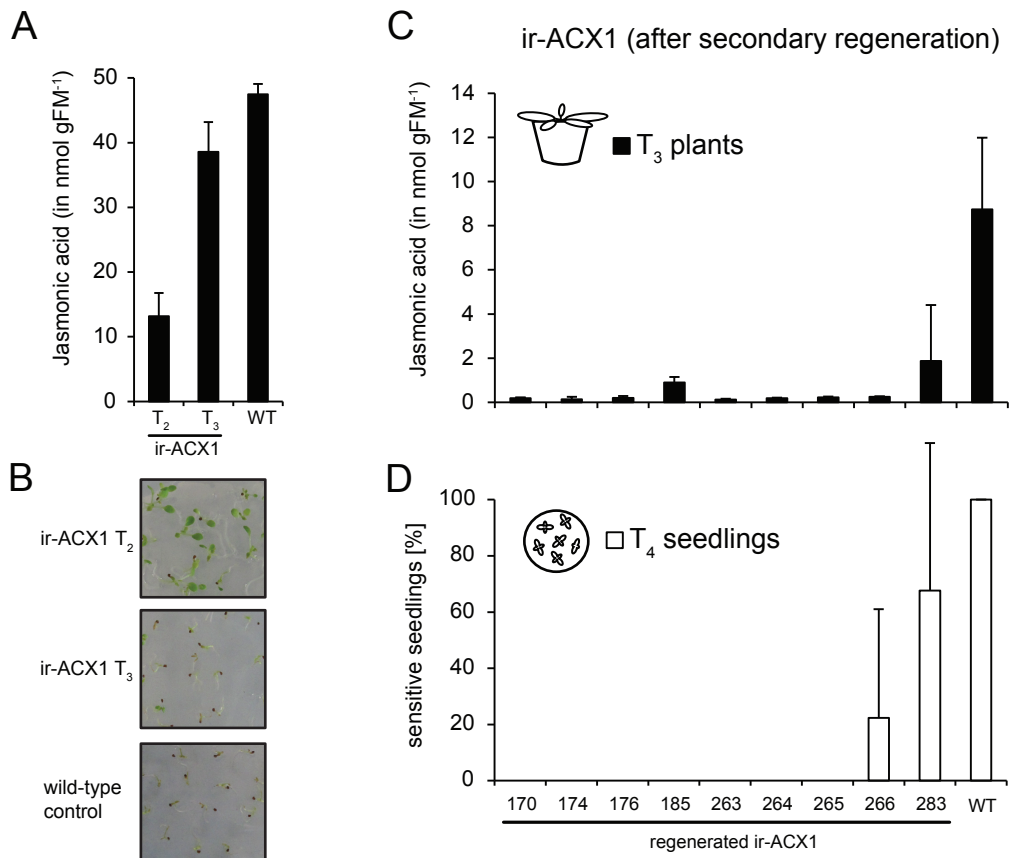 A
Jasmonic acid (in nmol gFM⁻¹)
50
40
30
20
10
0
T₂ T₃ WT
ir-ACX1
B
ir-ACX1 T₂
ir-ACX1 T₃
wild-type
control
C
ir-ACX1 (after secondary regeneration)
Jasmonic acid (in nmol gFM⁻¹)
14
12
10
8
6
4
2
0
T₃ plants
D
sensitive seedlings [%]
100
80
60
40
20
0
T₄ seedlings
170 174 176 185 263 264 265 266 283 WT
regenerated ir-ACX1